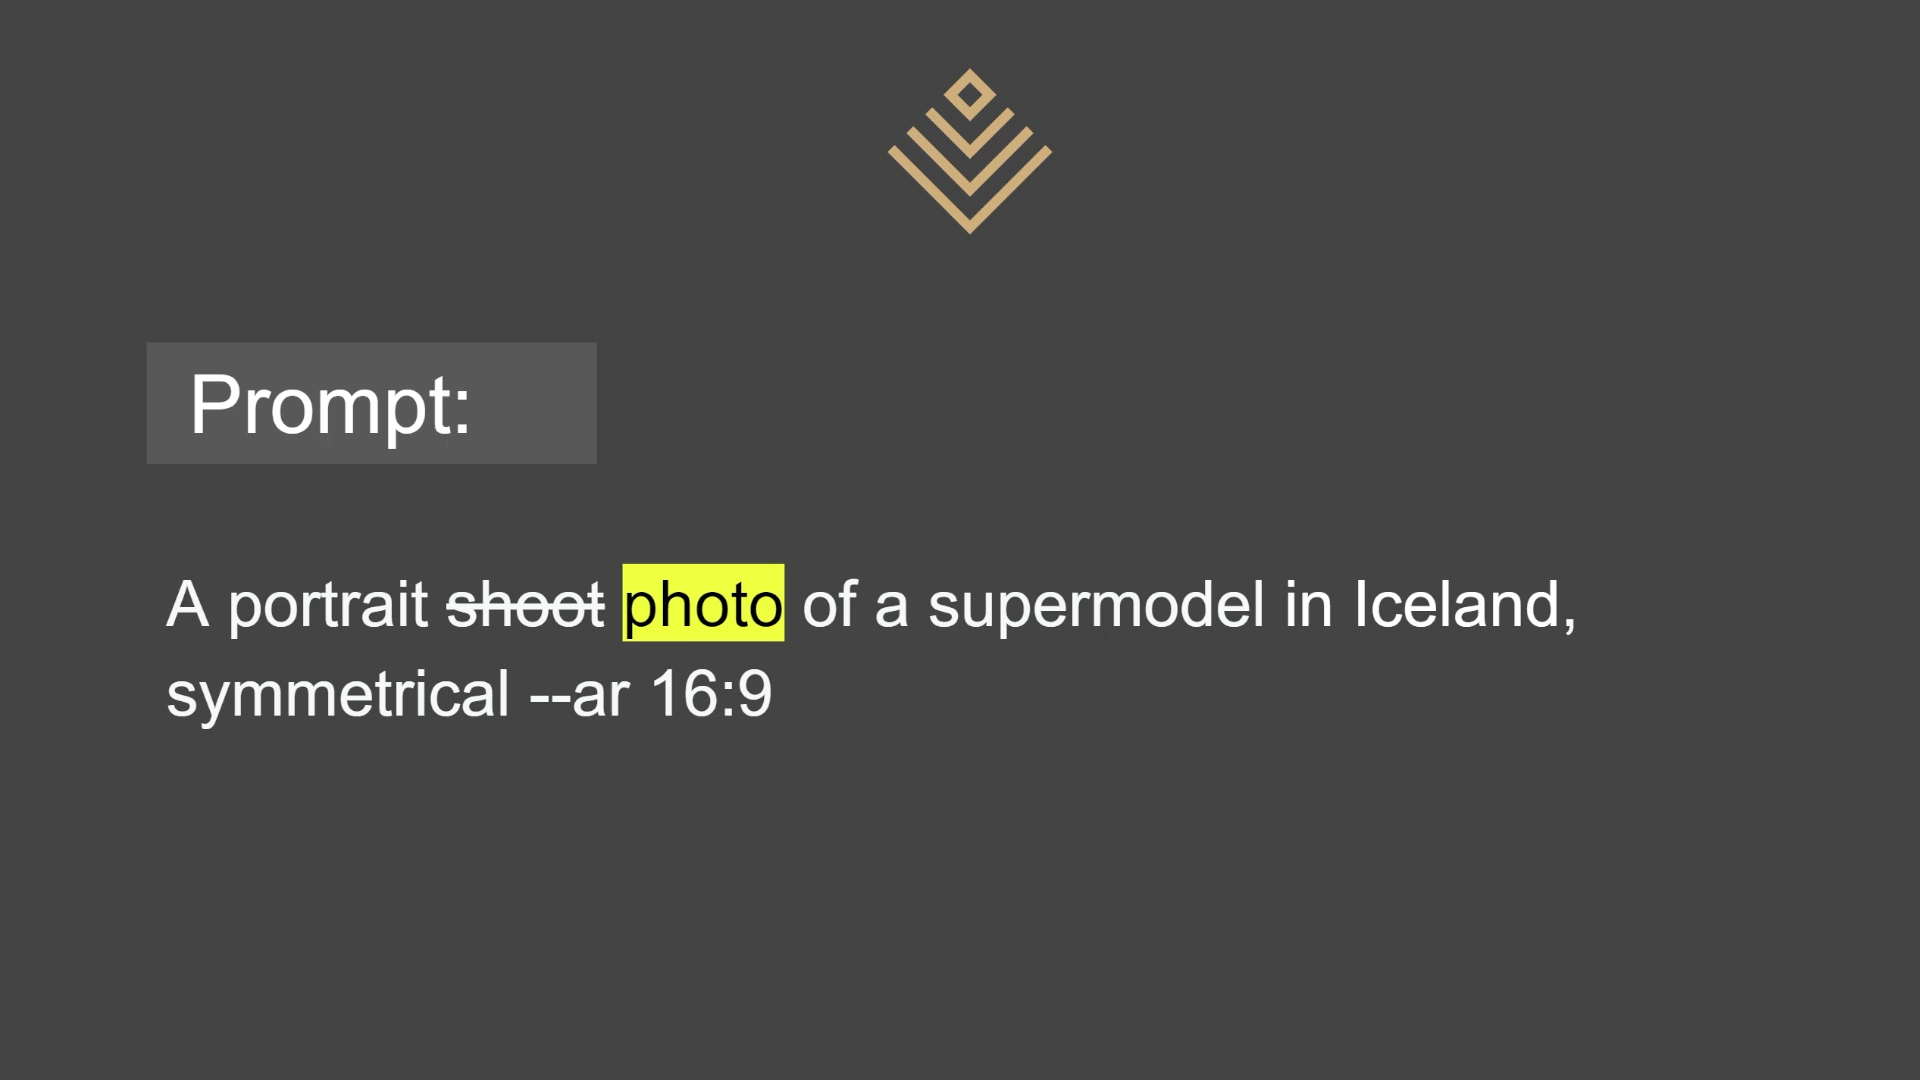 Prompt:
A portrait shoot photo of a supermodel in Iceland,
symmetrical --ar 16:9